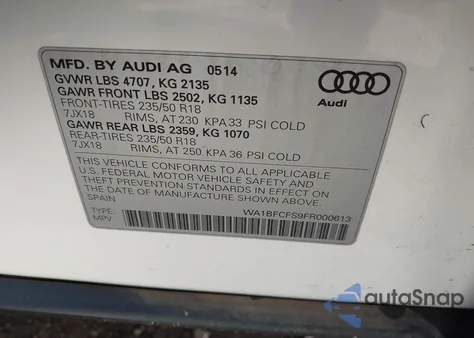 MFD. BY AUDI AG 0514
GVWR LBS 4707, KG 2135
GAWR FRONT LBS 2502, KG 1135
FRONT-TIRES 235/50 R18
7JX18 RIMS, AT 230 KPA 33 PSI COLD
GAWR REAR LBS 2359, KG 1070
REAR-TIRES 235/50 R18
7JX18 RIMS, AT 250 KPA 36 PSI COLD
THIS VEHICLE CONFORMS TO ALL APPLICABLE
U.S. FEDERAL MOTOR VEHICLE SAFETY AND
THEFT PREVENTION STANDARDS IN EFFECT ON
THE DATE OF MANUFACTURE SHOWN ABOVE.
SPAIN
TYPE: WA1BFCFS9FR000613
MPV
Audi
autoSnap